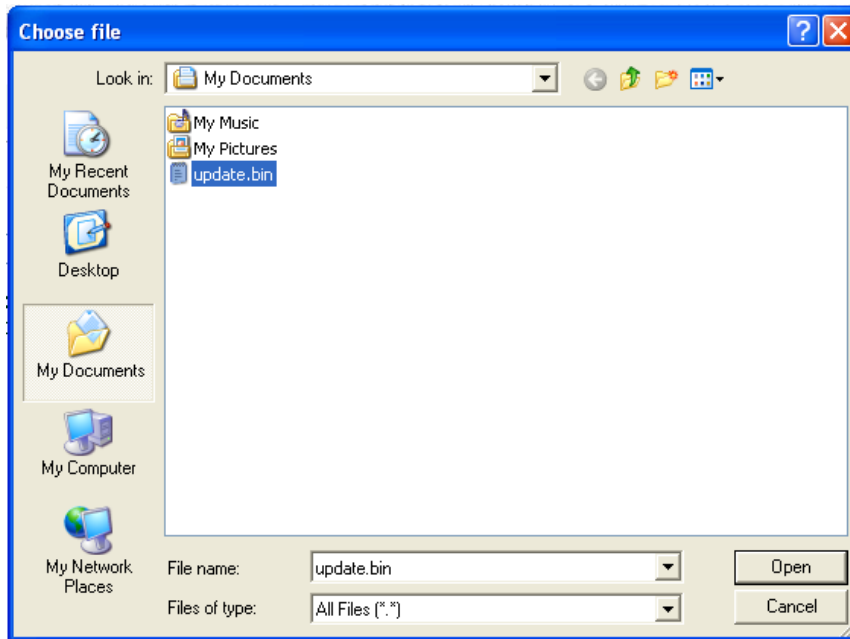 Choose file
Look in:
My Documents
My Music
My Pictures
update.bin
My Recent
Documents
Desktop
My Documents
My Computer
My Network
Places
File name:
update.bin
Open
Files of type:
All Files (*.*)
Cancel